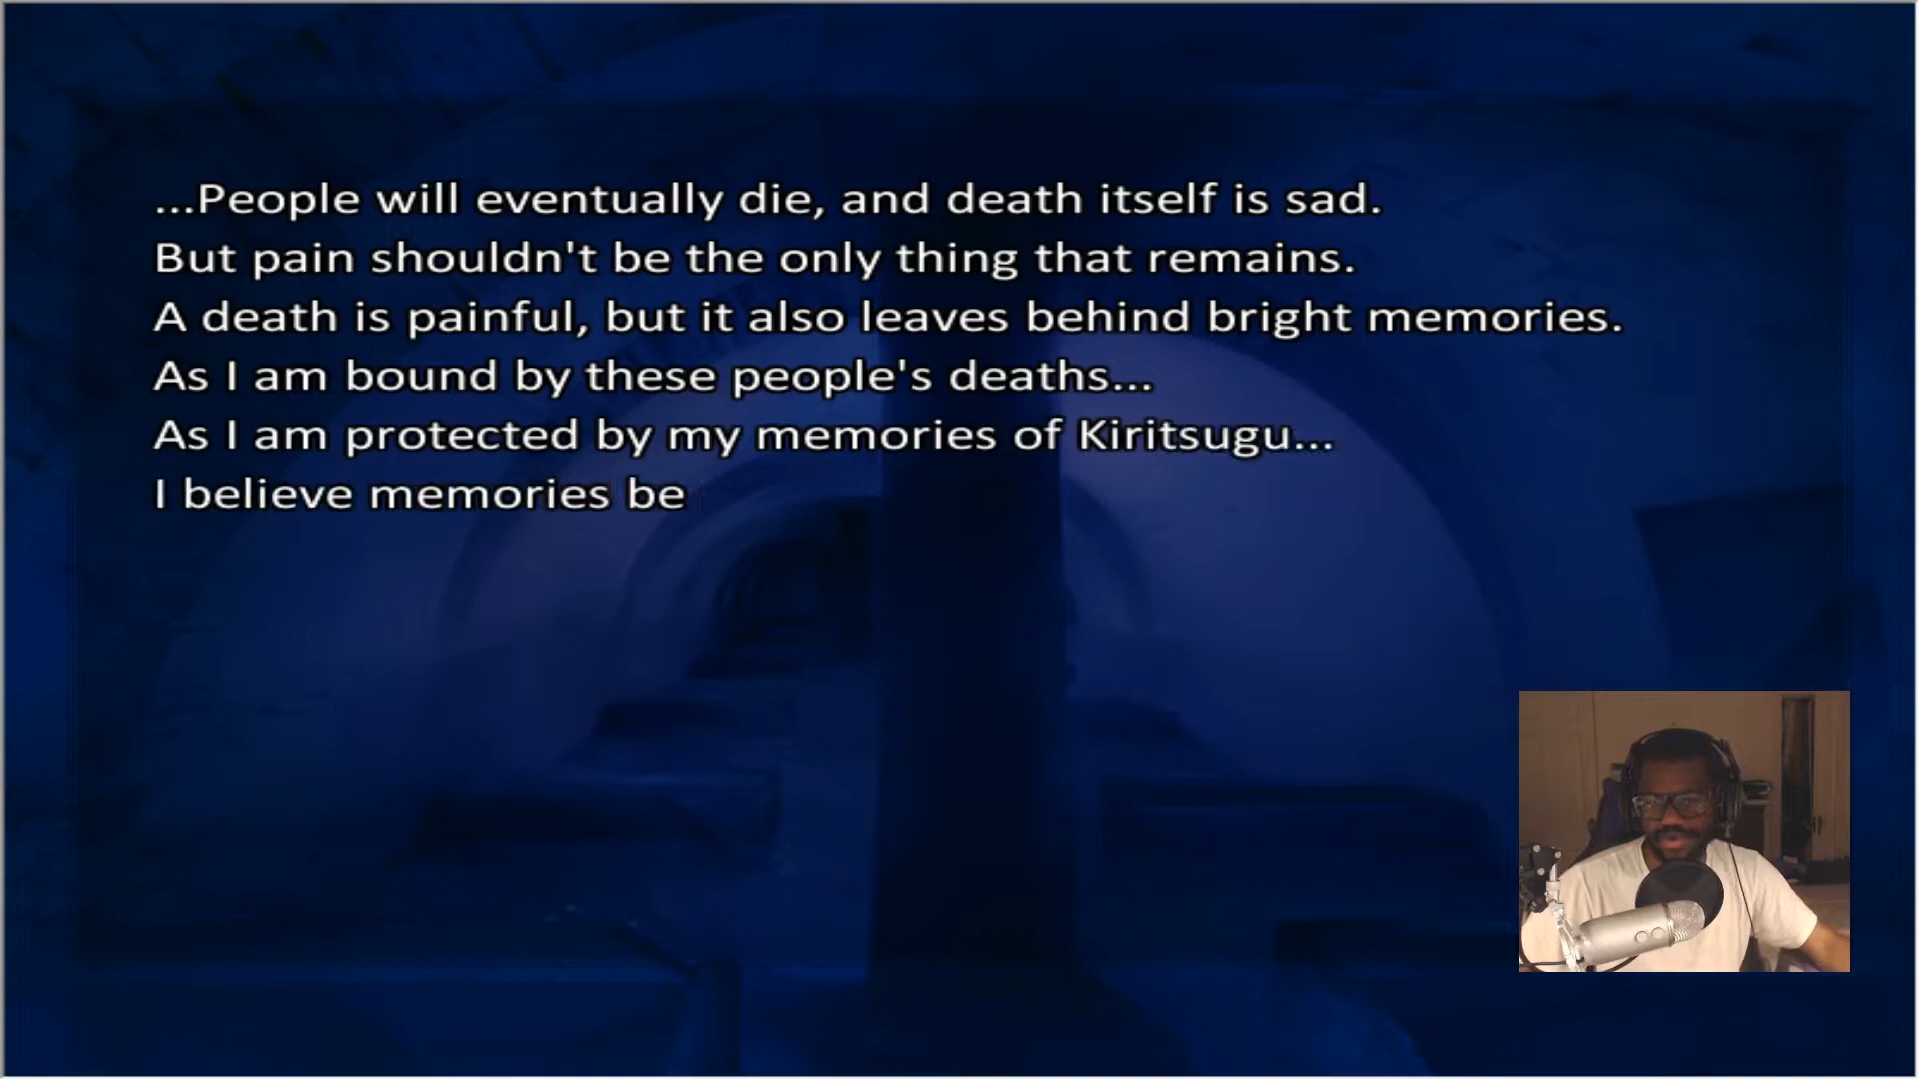 ...People will eventually die, and death itself is sad.
But pain shouldn't be the only thing that remains.
A death is painful, but it also leaves behind bright memories.
As I am bound by these people's deaths...
As I am protected by my memories of Kiritsugu...
I believe memories be